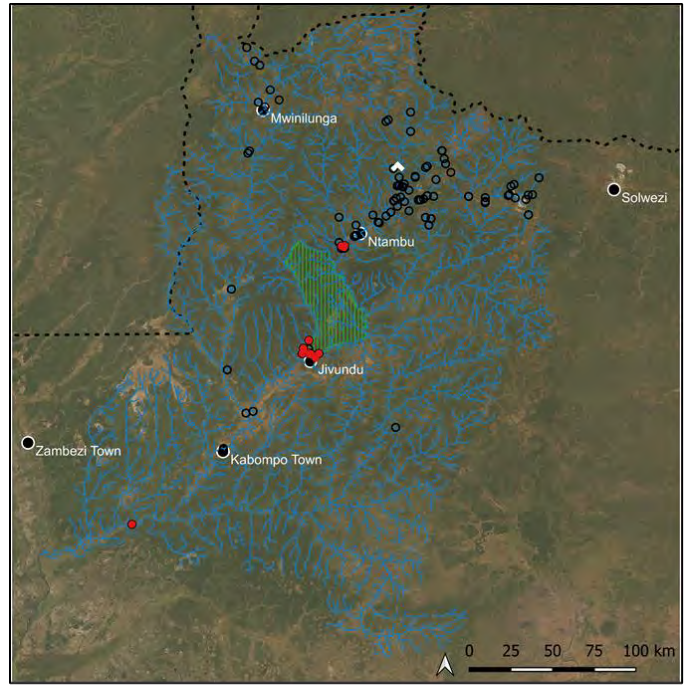 Mwinilunga
Solwezi
Ntambu
Jivundu
Zambezi Town
Kabompo Town
0 25 50 75 100 km